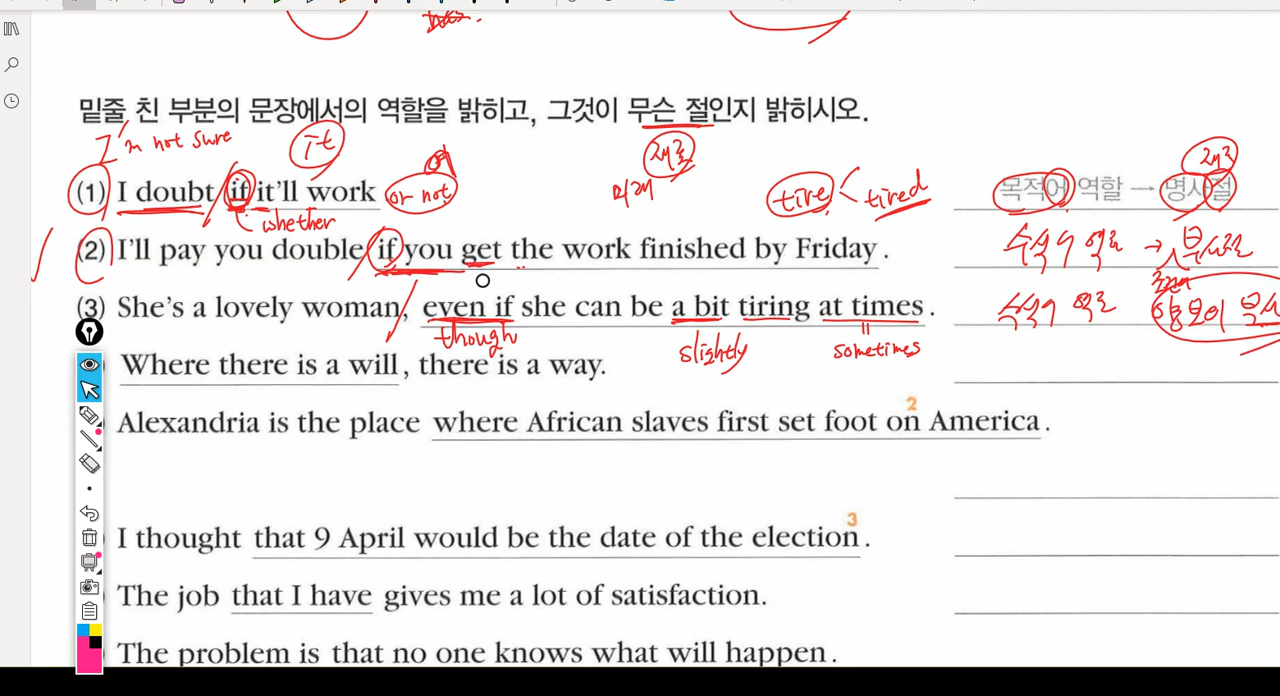 밑줄 친 부분의 문장에서의 역할을 밝히고, 그것이 무슨 절인지 밝히시오.
I'm not sure it
(1) I doubt if it'll work or not tire < tired 목적어 역할 → 명사절
whether
(2) I'll pay you double if you get the work finished by Friday. 수식어 역할 → 부사절
(3) She's a lovely woman, even if she can be a bit tiring at times. 수식어 역할
though slightly = sometimes
Where there is a will, there is a way.
2
Alexandria is the place where African slaves first set foot on America.
3
I thought that 9 April would be the date of the election.
The job that I have gives me a lot of satisfaction.
The problem is that no one knows what will happen.